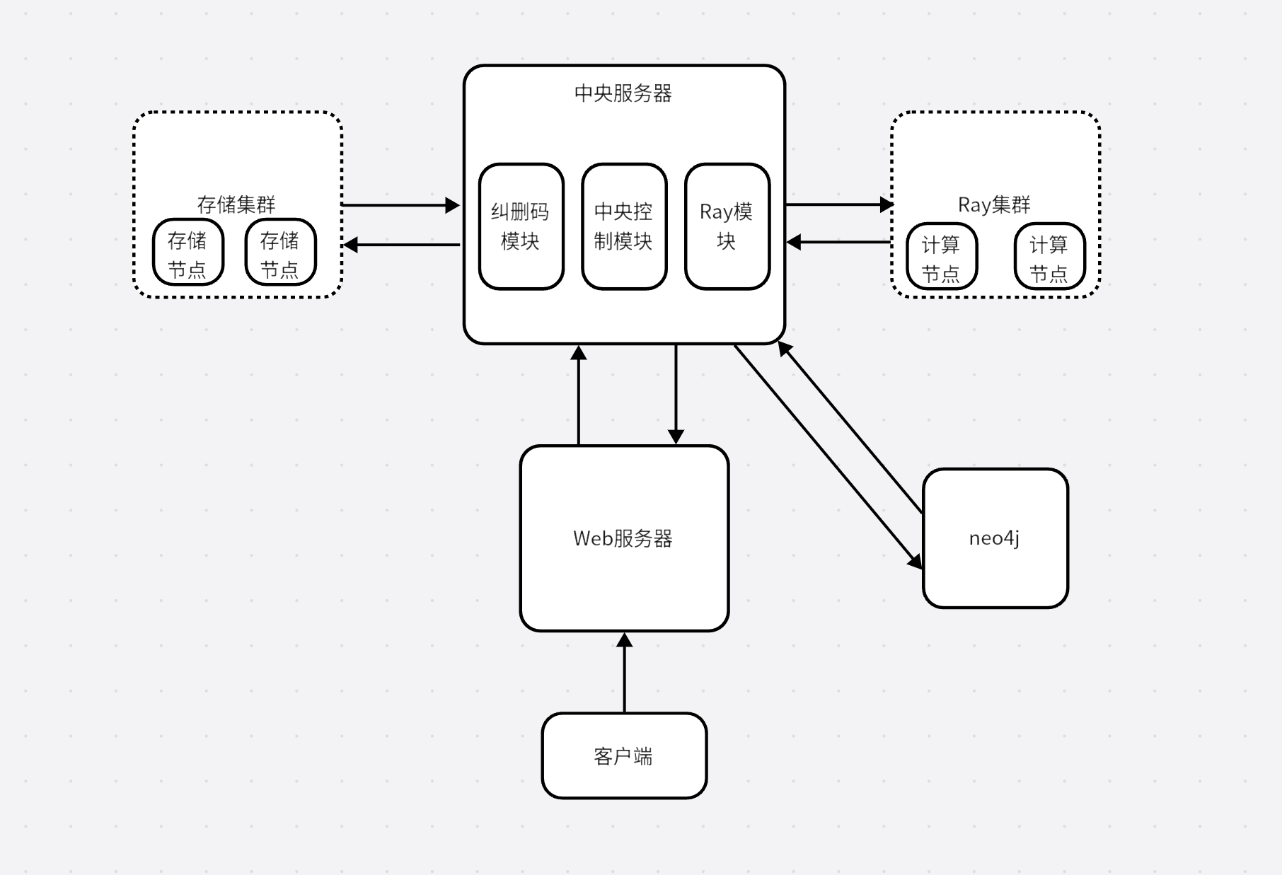 中央服务器
存储集群
存储
节点
存储
节点
纠删码
模块
中央控
制模块
Ray模
块
Ray集群
计算
节点
计算
节点
Web服务器
neo4j
客户端